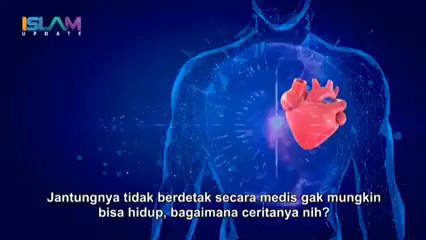 ISLAM
UPDATE
Jantungnya tidak berdetak secara medis gak mungkin
bisa hidup, bagaimana ceritanya nih?